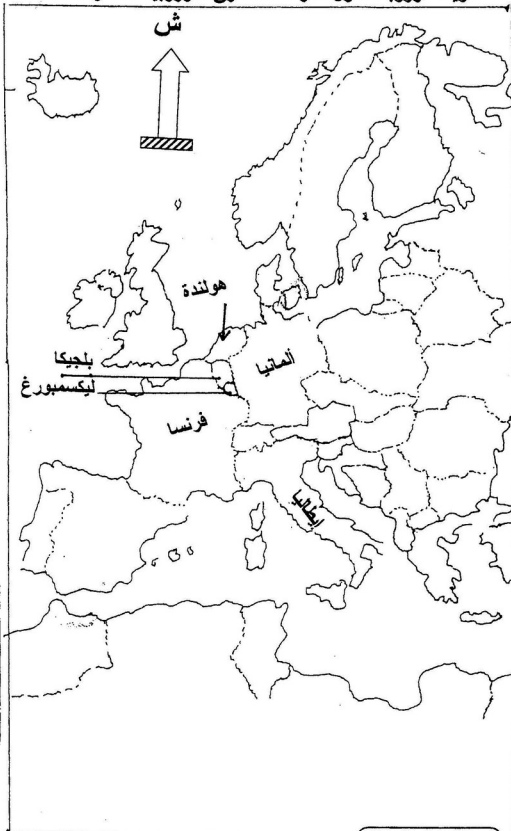 ش
هولندة
ألمانيا
بلجيكا
ليكسمبورغ
فرنسا
إيطاليا